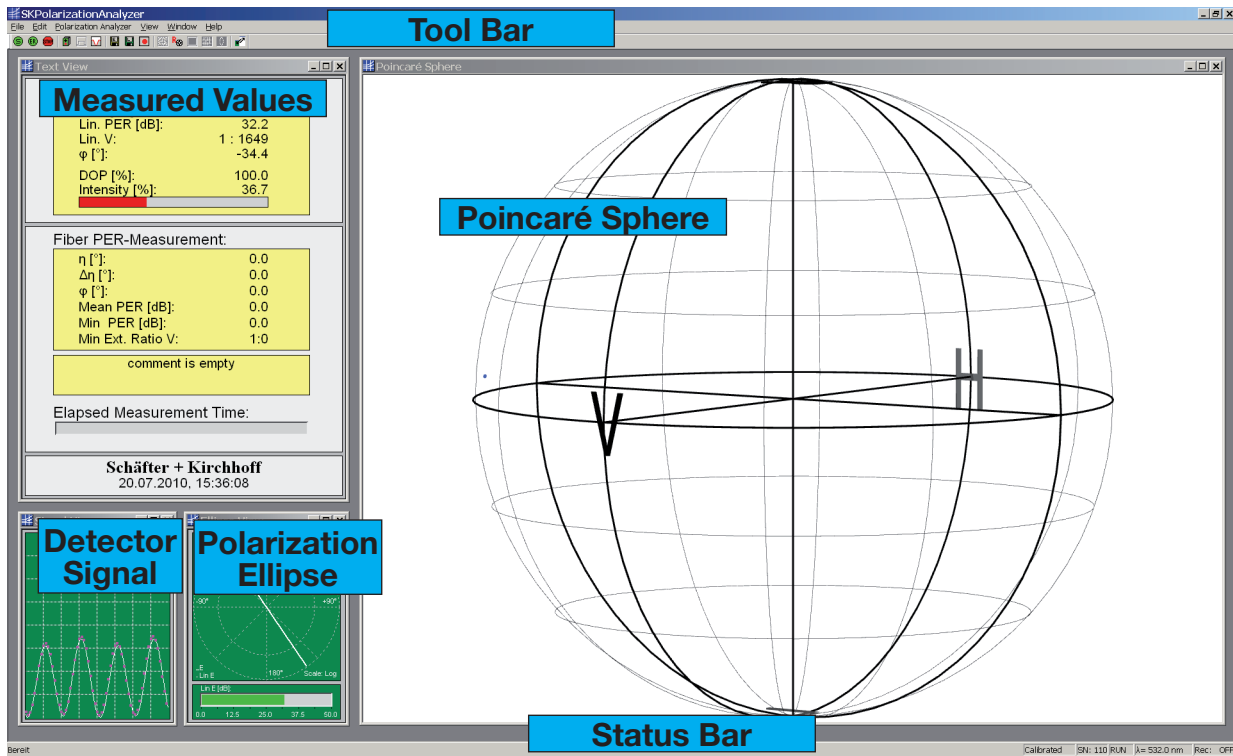 SKPolarizationAnalyzer
File Edit Polarization Analyzer View Window Help
Tool Bar
Text View
Measured Values
Lin. PER [dB]: 32.2
Lin. V: 1 : 1649
φ [°]: -34.4
DOP [%]: 100.0
Intensity [%]: 36.7
Fiber PER-Measurement:
η [°]: 0.0
Δη [°]: 0.0
φ [°]: 0.0
Mean PER [dB]: 0.0
Min PER [dB]: 0.0
Min Ext. Ratio V: 1:0
comment is empty
Elapsed Measurement Time:
Schäfter + Kirchhoff
20.07.2010, 15:36:08
Poincaré Sphere
Poincaré Sphere
H
V
Detector
Signal
Polarization
Ellipse
-90° +90°
180°
E
Lin E
Scale: Log
Lin E [dB]:
0.0 12.5 25.0 37.5 50.0
Status Bar
Bereit
Calibrated SN: 110 RUN λ= 532.0 nm Rec: OFF